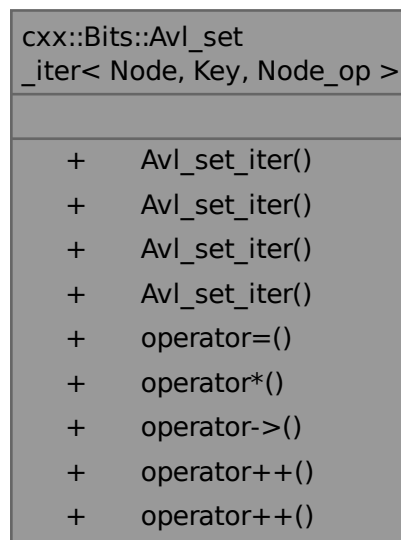 cxx::Bits::Avl_set
_iter< Node, Key, Node_op >
+ Avl_set_iter()
+ Avl_set_iter()
+ Avl_set_iter()
+ Avl_set_iter()
+ operator=()
+ operator*()
+ operator->()
+ operator++()
+ operator++()